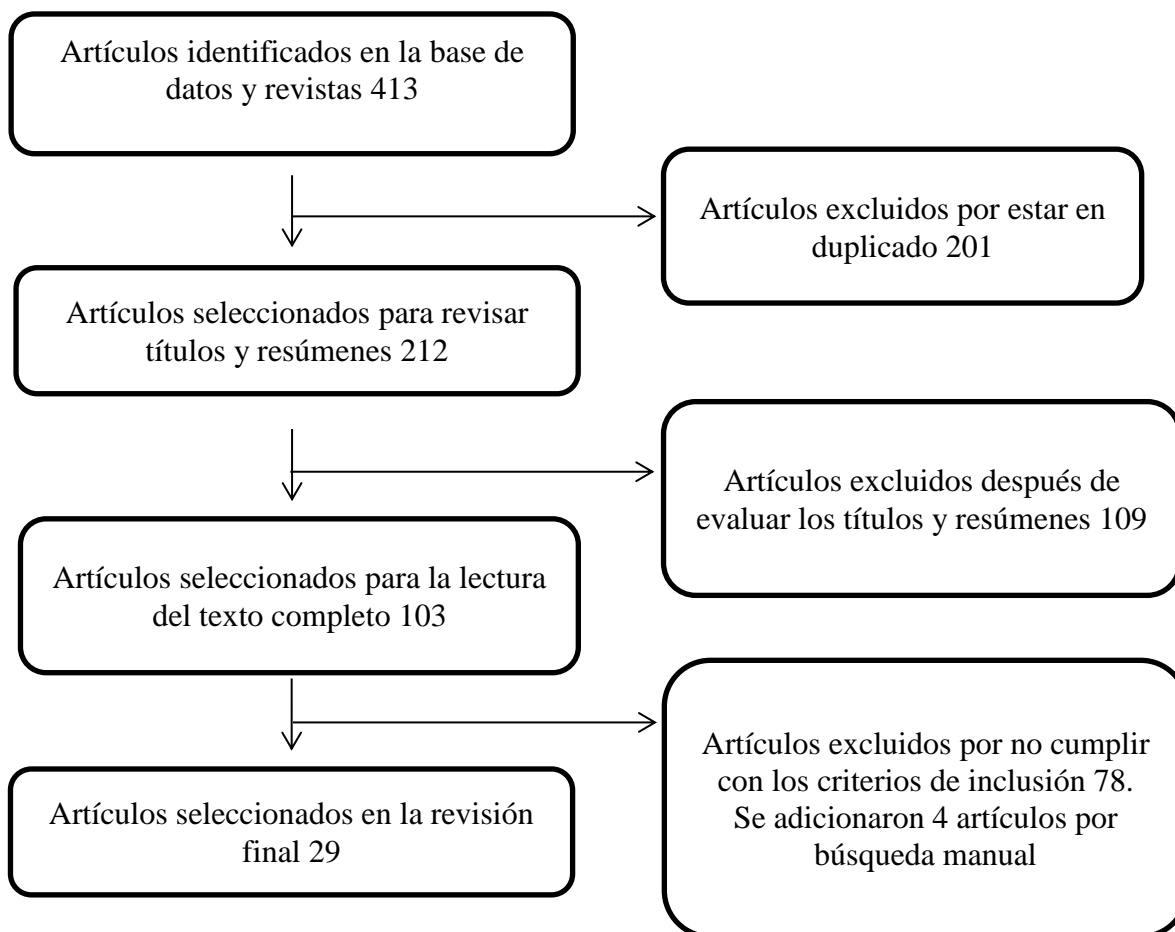 Artículos identificados en la base de
datos y revistas 413
Artículos excluidos por estar en
duplicado 201
Artículos seleccionados para revisar
títulos y resúmenes 212
Artículos excluidos después de
evaluar los títulos y resúmenes 109
Artículos seleccionados para la lectura
del texto completo 103
Artículos excluidos por no cumplir
con los criterios de inclusión 78.
Se adicionaron 4 artículos por
búsqueda manual
Artículos seleccionados en la revisión
final 29